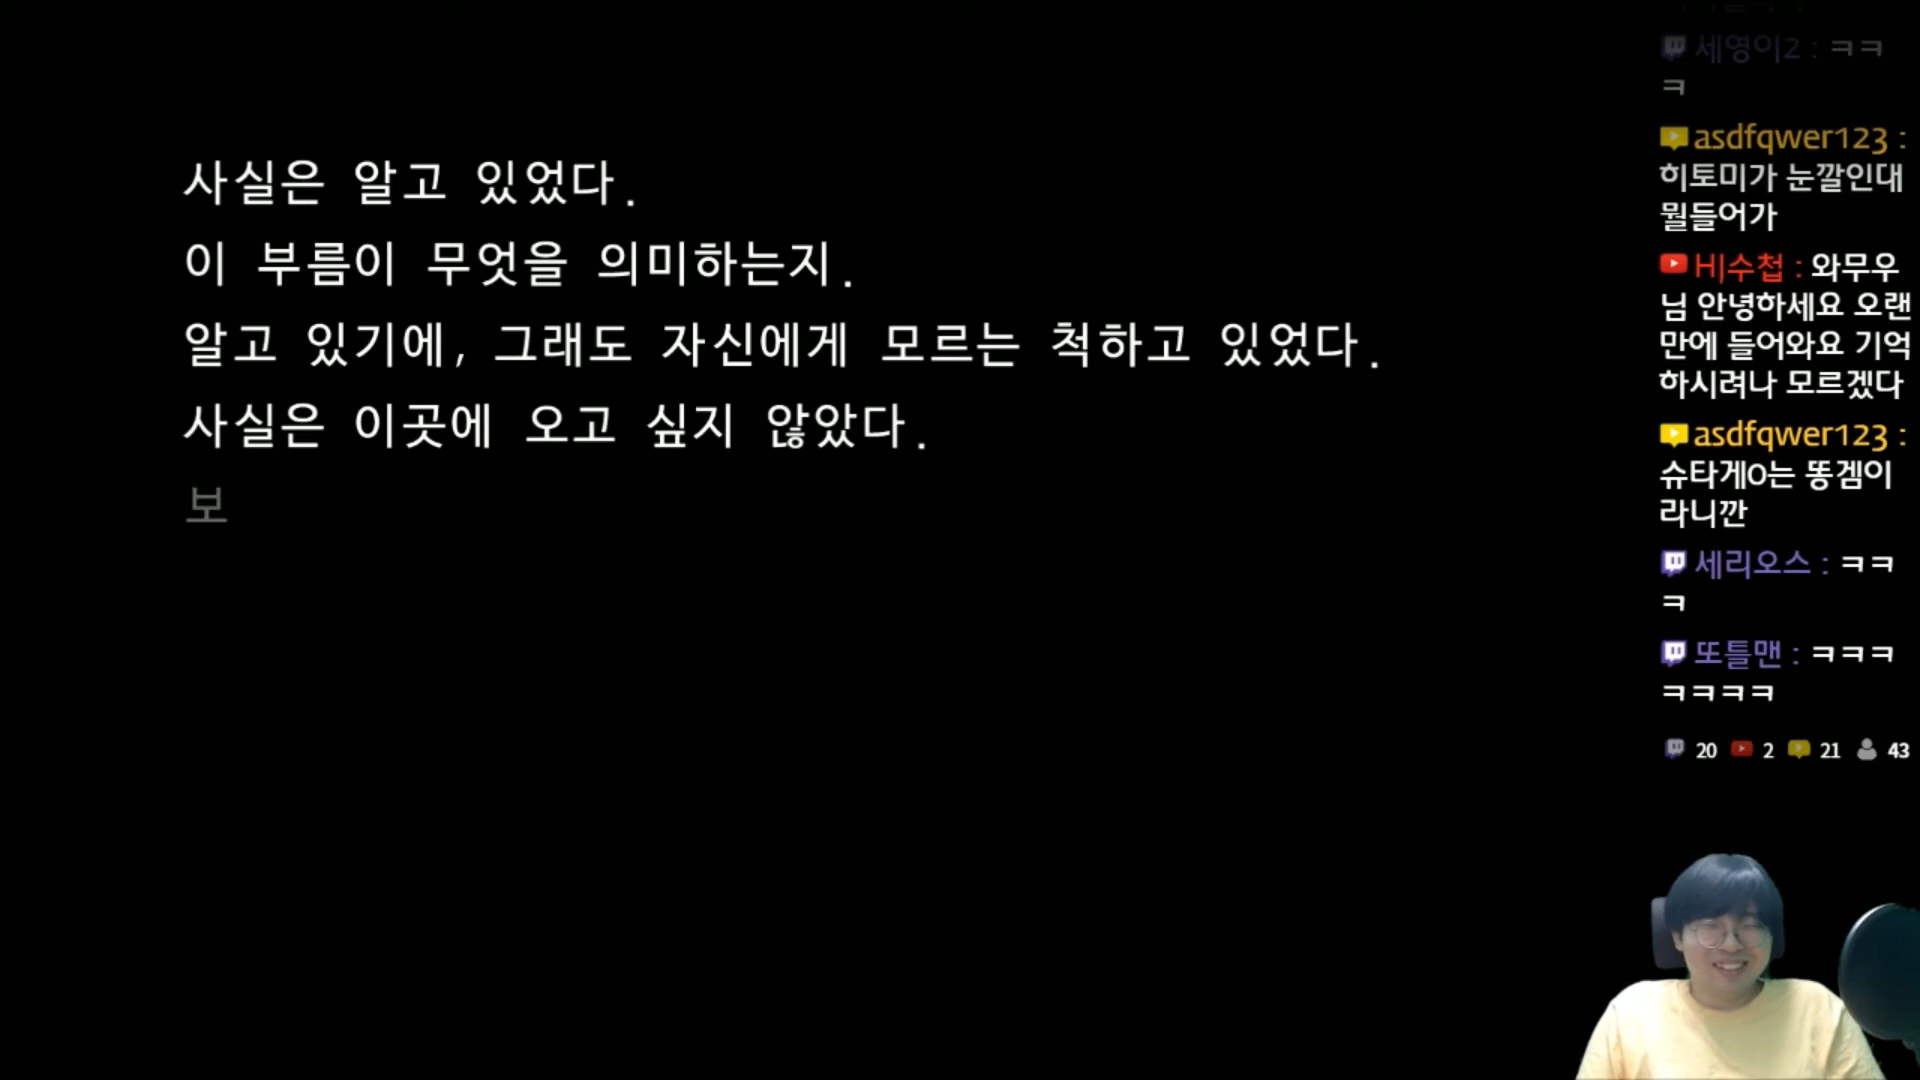 사실은 알고 있었다.
이 부름이 무엇을 의미하는지.
알고 있기에, 그래도 자신에게 모르는 척하고 있었다.
사실은 이곳에 오고 싶지 않았다.
보
세영이2 : ㅋㅋ
ㅋ
asdfqwer123 :
히토미가 눈깔인대
뭘들어가
비수첩 : 와무우
님 안녕하세요 오랜
만에 들어와요 기억
하시려나 모르겠다
asdfqwer123 :
슈타게0는 똥겜이
라니깐
세리오스 : ㅋㅋ
ㅋ
또틀맨 : ㅋㅋㅋ
ㅋㅋㅋㅋ
20 2 21 43